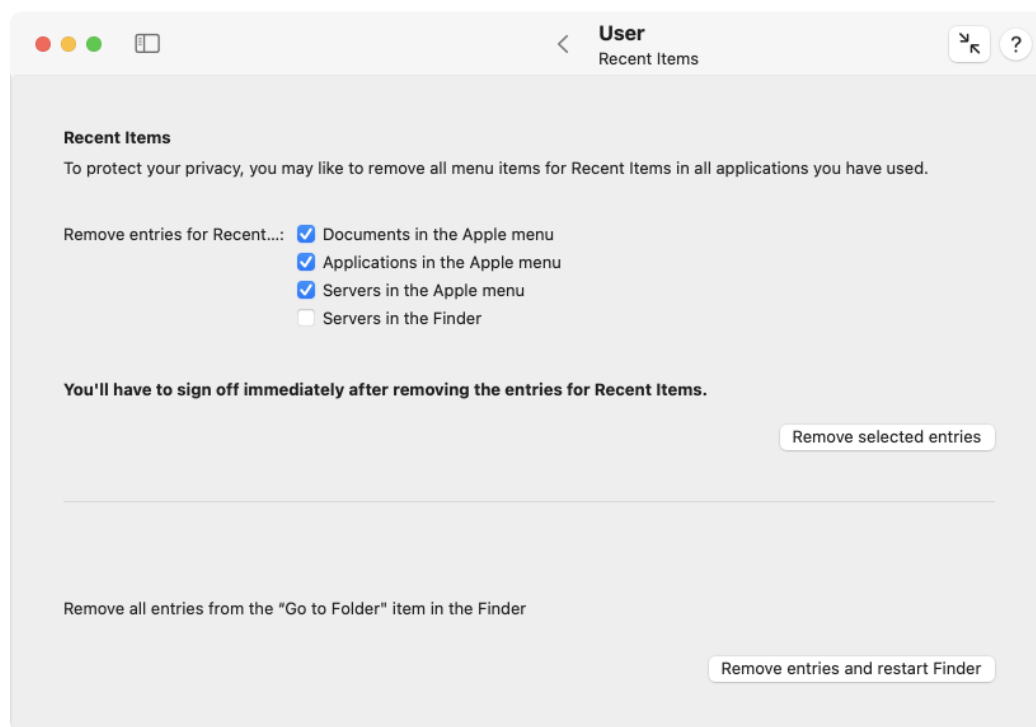 User
Recent Items
?
Recent Items
To protect your privacy, you may like to remove all menu items for Recent Items in all applications you have used.
Remove entries for Recent...: Documents in the Apple menu
Applications in the Apple menu
Servers in the Apple menu
Servers in the Finder
You'll have to sign off immediately after removing the entries for Recent Items.
Remove selected entries
Remove all entries from the “Go to Folder" item in the Finder
Remove entries and restart Finder